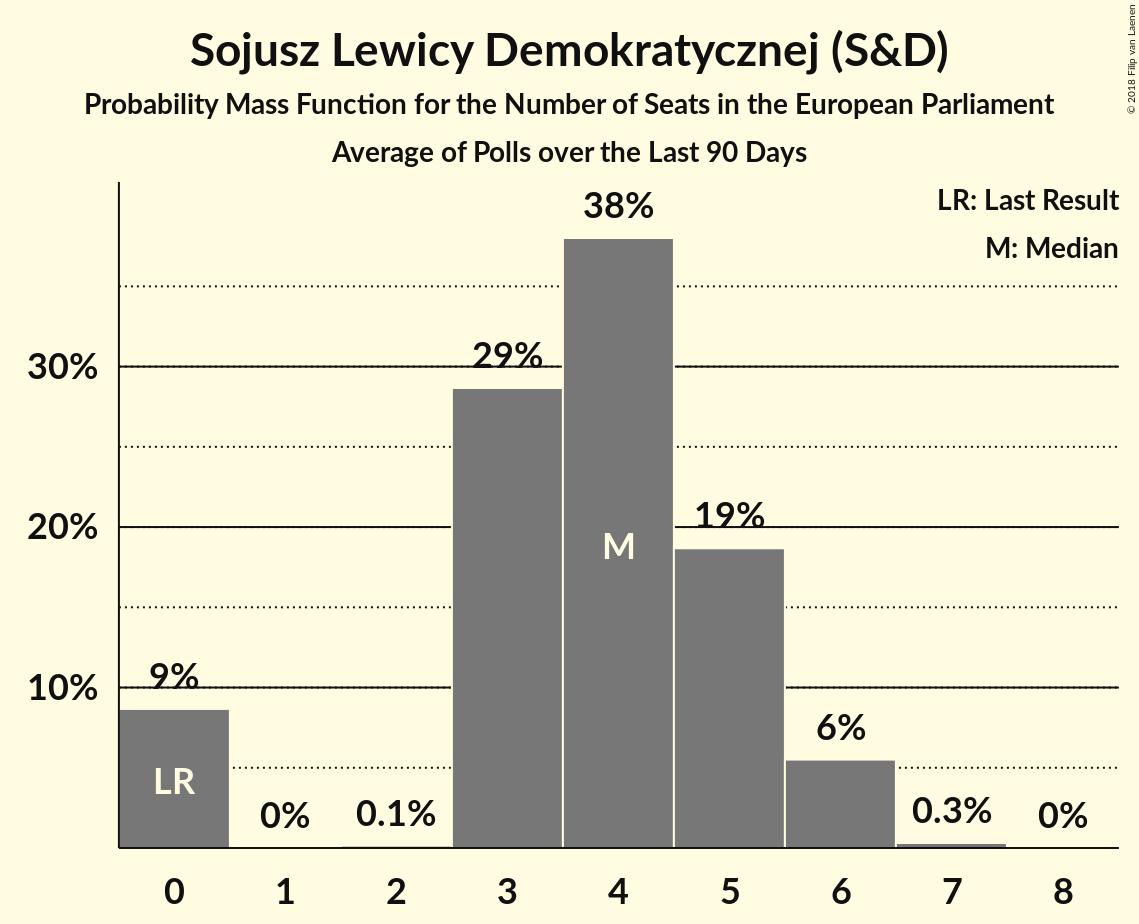 Sojusz Lewicy Demokratycznej (S&D)
Probability Mass Function for the Number of Seats in the European Parliament
Average of Polls over the Last 90 Days
© 2018 Filip van Laenen
LR: Last Result
M: Median
38%
30%
29%
20%
19%
M
10%
9%
6%
LR
0%
0.1%
0.3%
0%
0 1 2 3 4 5 6 7 8